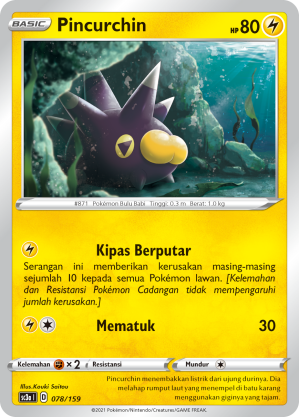 BASIC Pincurchin HP 80
#871 Pokémon Bulu Babi Tinggi: 0.3 m Berat: 1.0 kg
Kipas Berputar
Serangan ini memberikan kerusakan masing-masing
sejumlah 10 kepada semua Pokémon lawan. [Kelemahan
dan Resistansi Pokémon Cadangan tidak mempengaruhi
jumlah kerusakan.]
Mematuk 30
Kelemahan ×2 Resistansi Mundur
Illus. Kouki Saitou
Pincurchin menembakkan listrik dari ujung durinya. Dia
melahap rumput laut yang menempel di batu karang
menggunakan giginya yang tajam.
sc3a I D 078/159
©2021 Pokémon/Nintendo/Creatures/GAME FREAK.